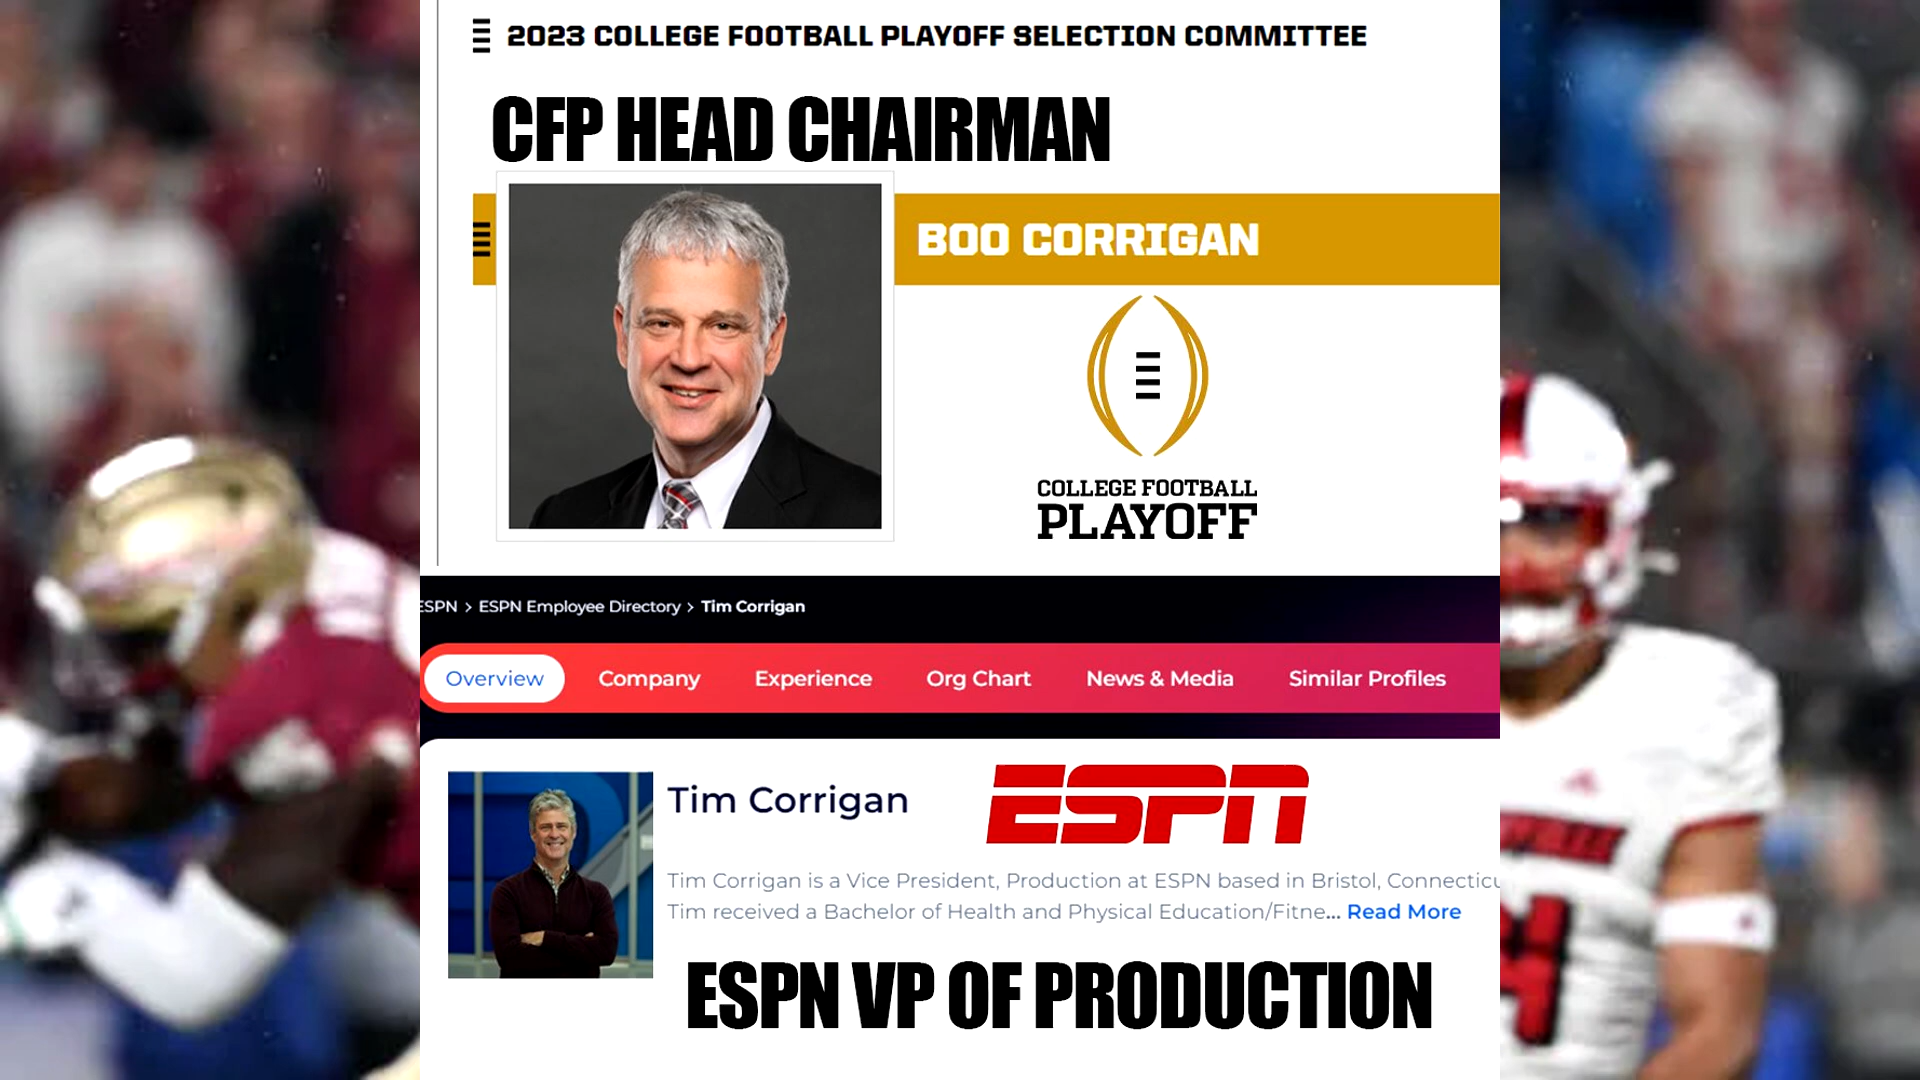 2023 COLLEGE FOOTBALL PLAYOFF SELECTION COMMITTEE
CFP HEAD CHAIRMAN
BOO CORRIGAN
COLLEGE FOOTBALL
PLAYOFF
ESPN > ESPN Employee Directory > Tim Corrigan
Overview Company Experience Org Chart News & Media Similar Profiles
Tim Corrigan
ESPN
Tim Corrigan is a Vice President, Production at ESPN based in Bristol, Connecticu
Tim received a Bachelor of Health and Physical Education/Fitne... Read More
ESPN VP OF PRODUCTION